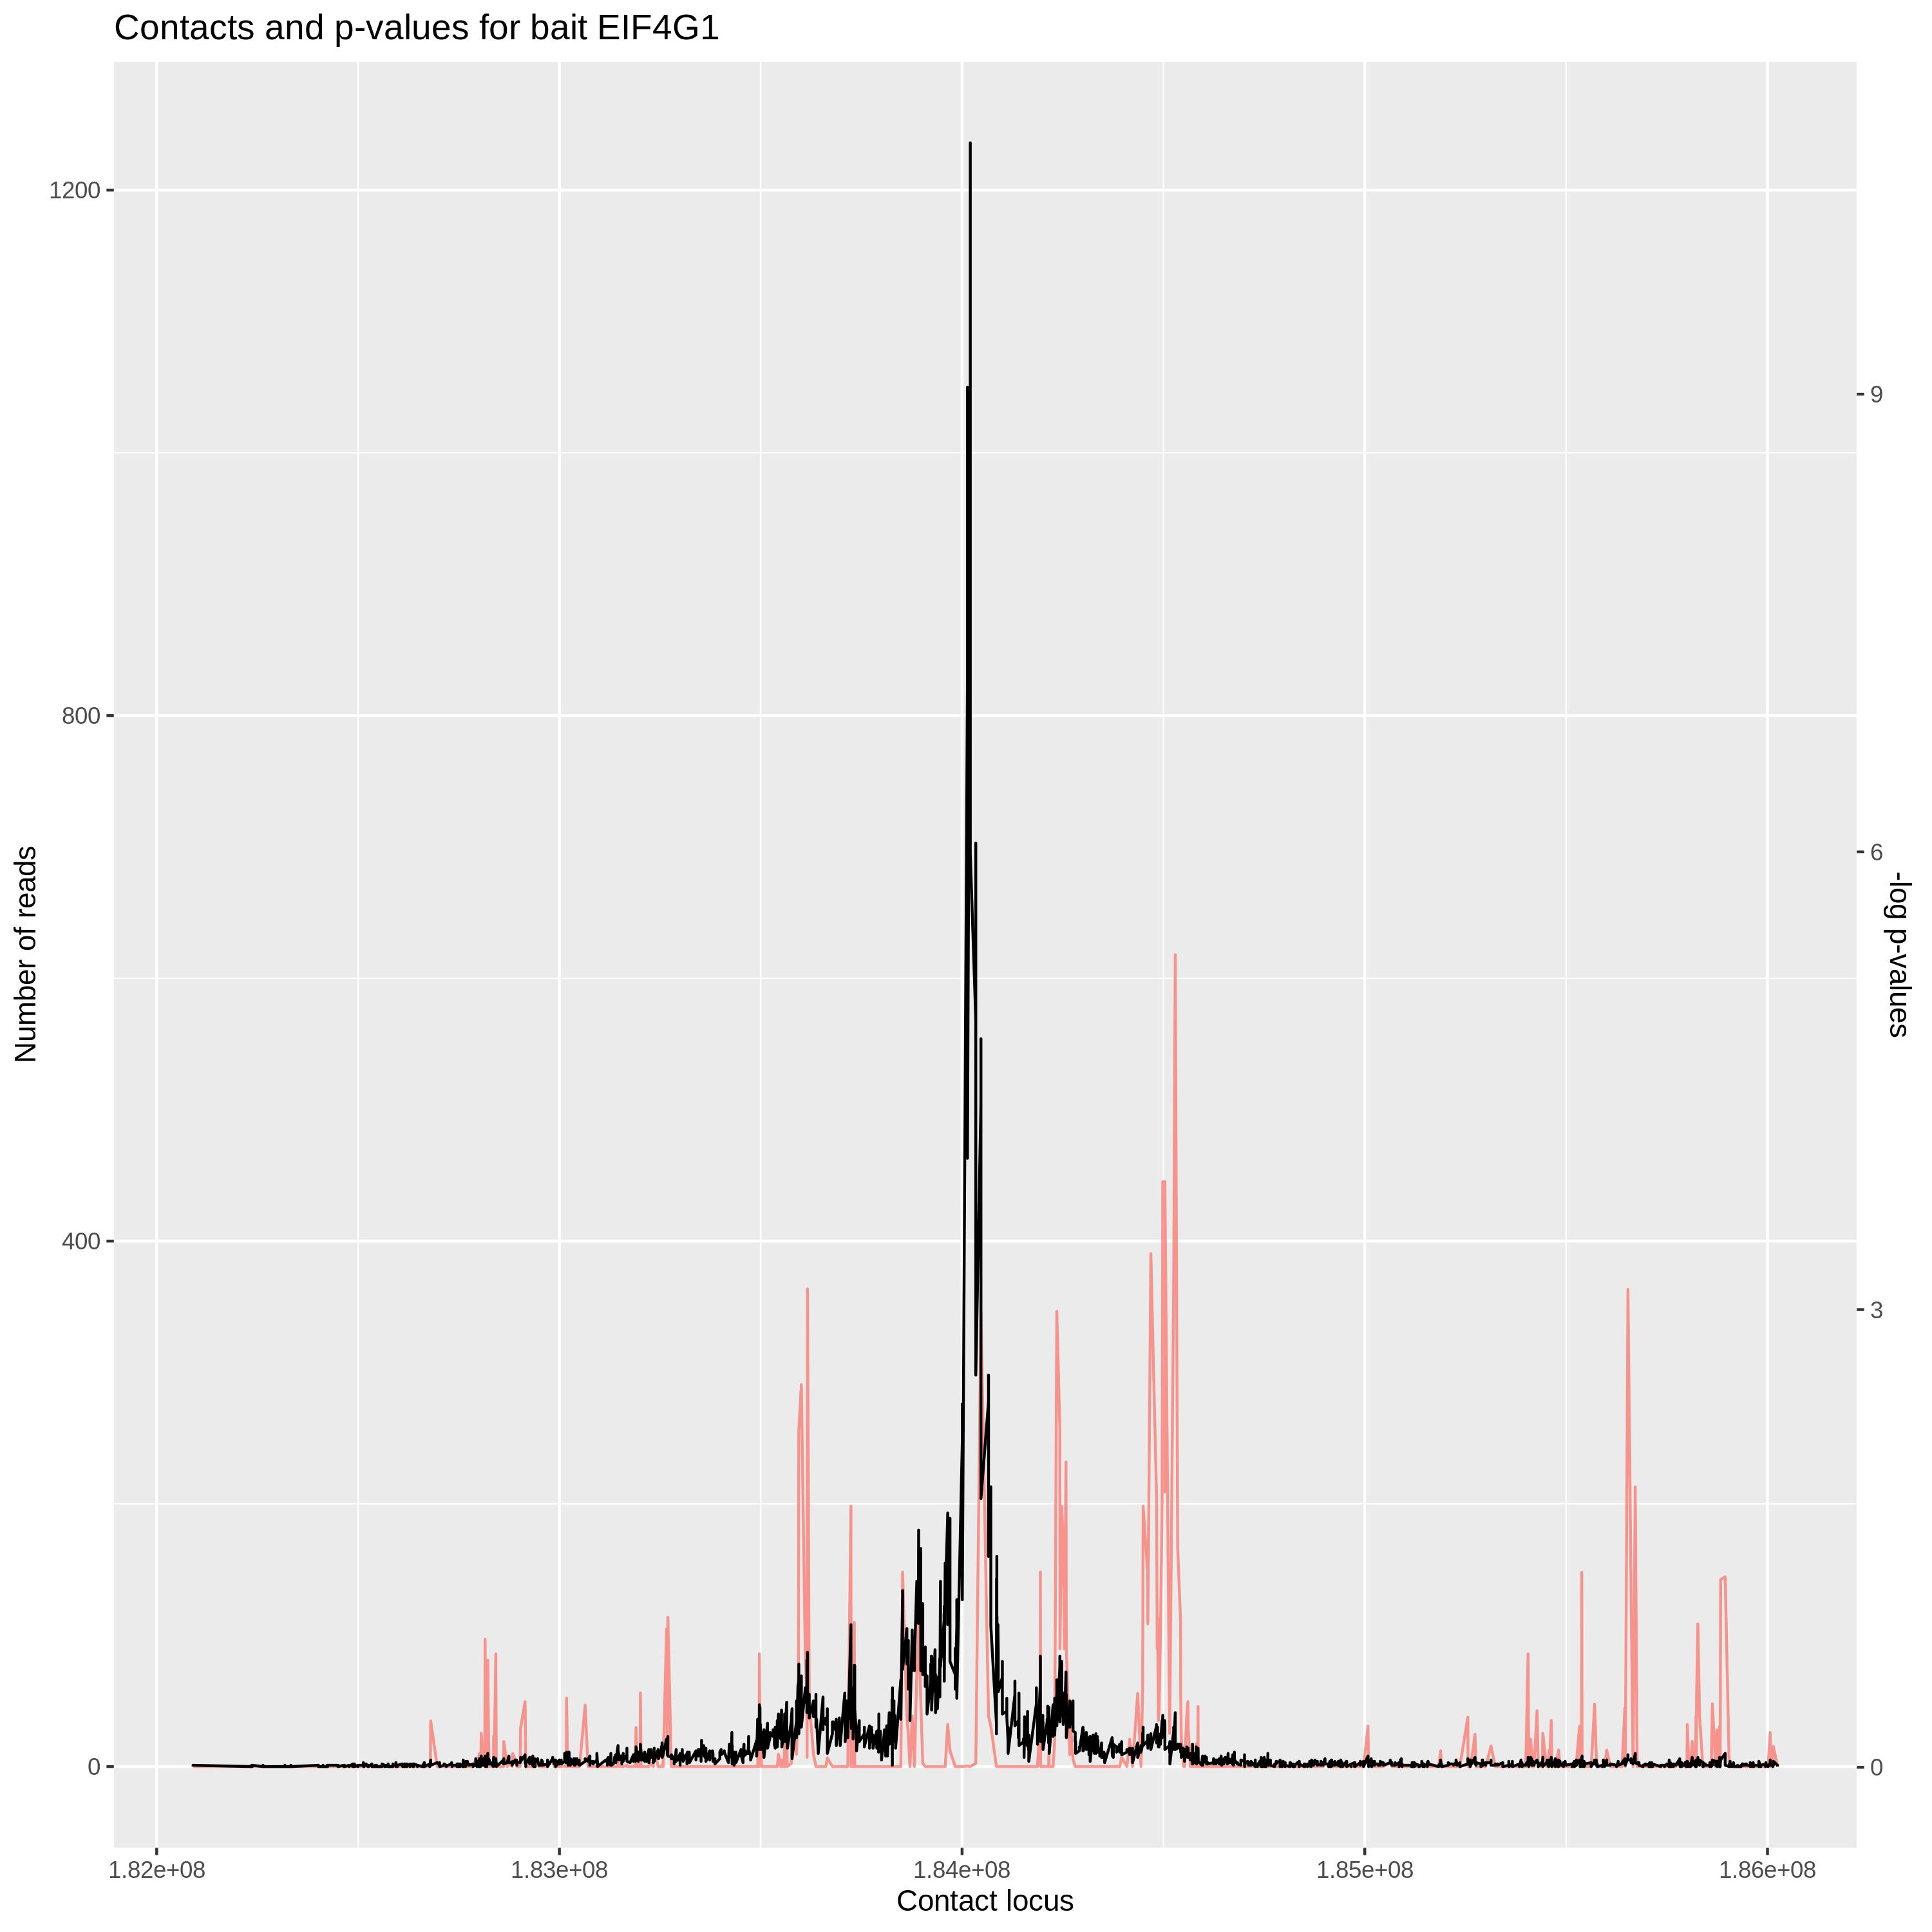 Contacts and p-values for bait EIF4G1
Number of reads
1200
800
400
0
9
6
3
0
-log p-values
1.82e+08
1.83e+08
1.84e+08
1.85e+08
1.86e+08
Contact locus